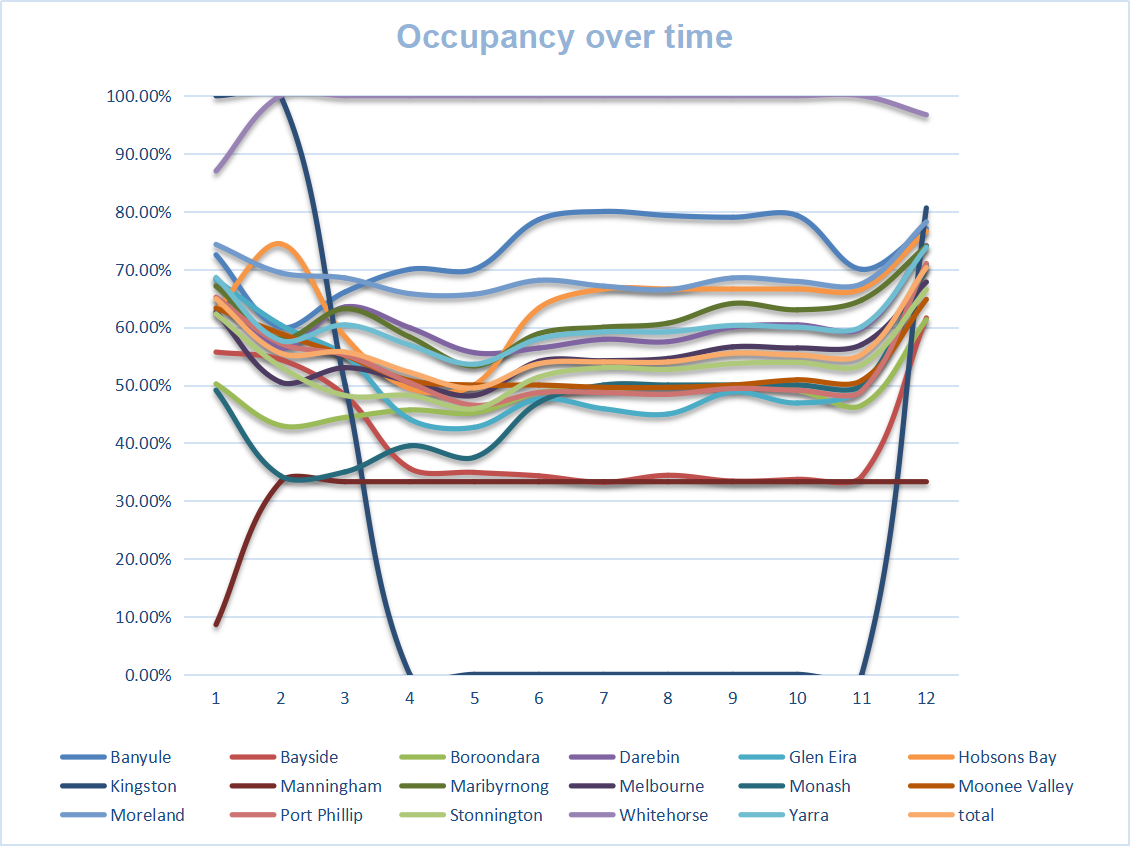 Occupancy over time
100.00%
90.00%
80.00%
70.00%
60.00%
50.00%
40.00%
30.00%
20.00%
10.00%
0.00%
1 2 3 4 5 6 7 8 9 10 11 12
Banyule Bayside Boroondara Darebin Glen Eira Hobsons Bay
Kingston Manningham Maribyrnong Melbourne Monash Moonee Valley
Moreland Port Phillip Stonnington Whitehorse Yarra total